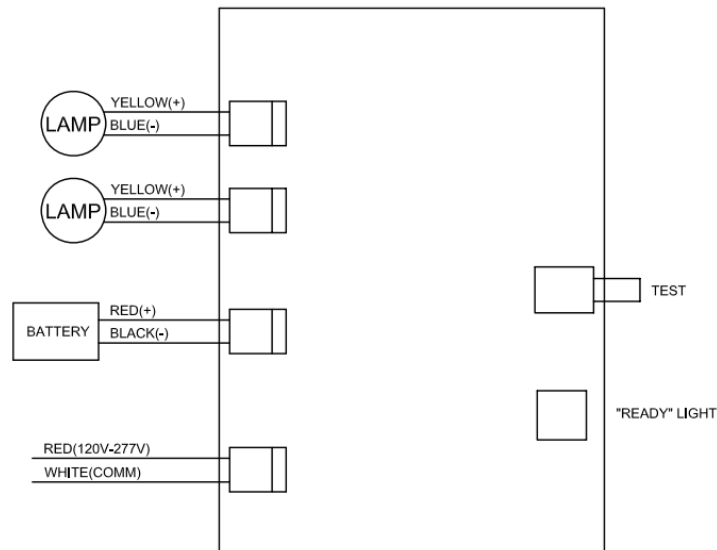 YELLOW(+)
LAMP
BLUE(-)
YELLOW(+)
LAMP
BLUE(-)
RED(+)
BATTERY
BLACK(-)
TEST
"READY" LIGHT
RED(120V-277V)
WHITE(COMM)